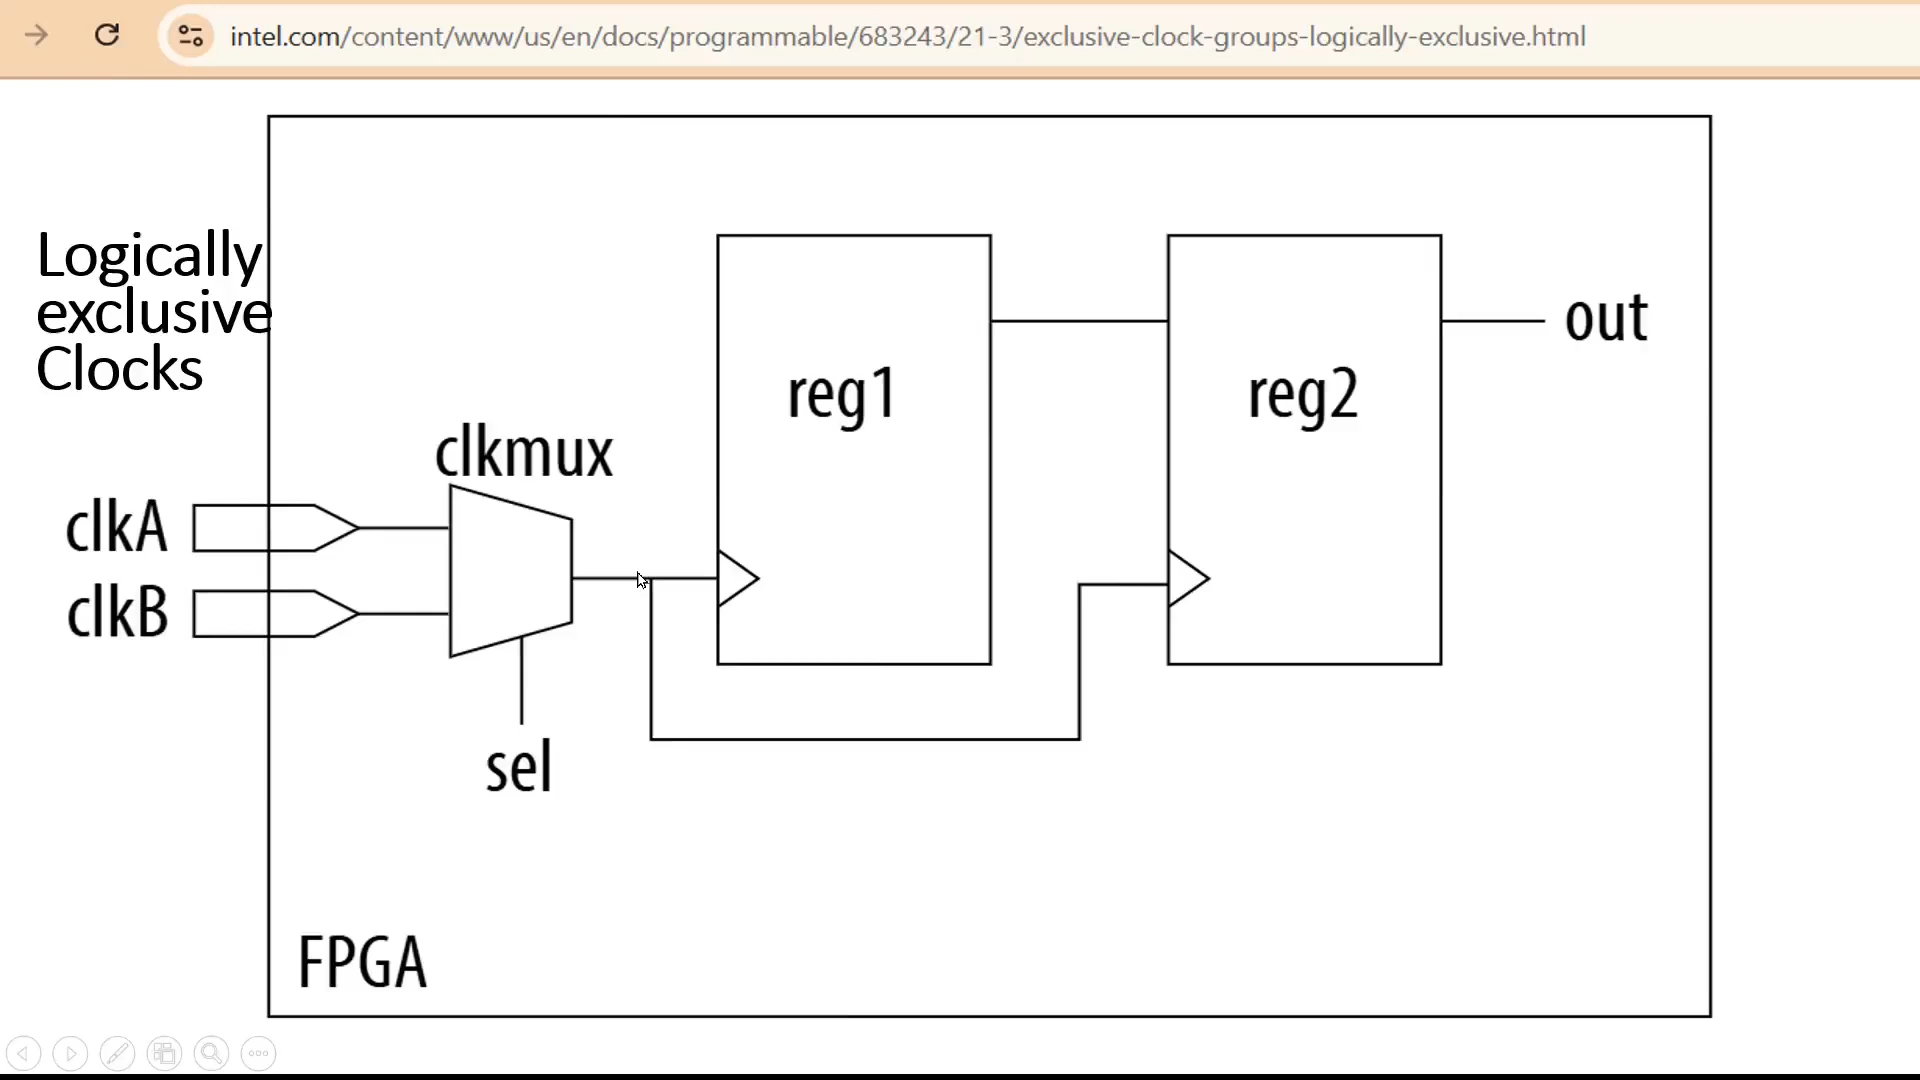 intel.com/content/www/us/en/docs/programmable/683243/21-3/exclusive-clock-groups-logically-exclusive.html
Logically
exclusive
Clocks
clkmux
clkA
clkB
sel
reg1
reg2
out
FPGA